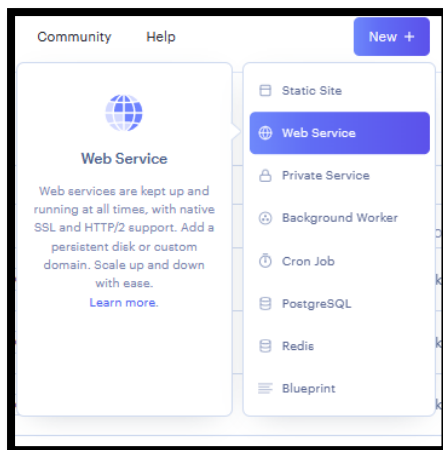 Community Help New +
Web Service
Web services are kept up and
running at all times, with native
SSL and HTTP/2 support. Add a
persistent disk or custom
domain. Scale up and down
with ease.
Learn more.
Static Site
Web Service
Private Service
Background Worker
Cron Job
PostgreSQL
Redis
Blueprint